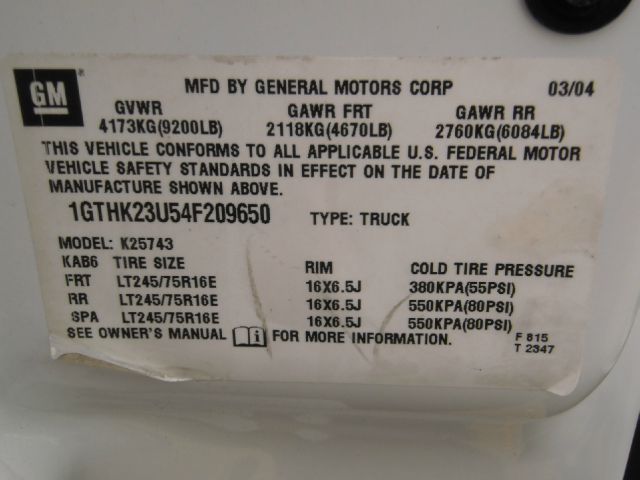 GM
MFD BY GENERAL MOTORS CORP 03/04
GVWR GAWR FRT GAWR RR
4173KG(9200LB) 2118KG(4670LB) 2760KG(6084LB)
THIS VEHICLE CONFORMS TO ALL APPLICABLE U.S. FEDERAL MOTOR
VEHICLE SAFETY STANDARDS IN EFFECT ON THE DATE OF
MANUFACTURE SHOWN ABOVE.
1GTHK23U54F209650 TYPE: TRUCK
MODEL: K25743
KAB6 TIRE SIZE RIM COLD TIRE PRESSURE
FRT LT245/75R16E 16X6.5J 380KPA(55PSI)
RR LT245/75R16E 16X6.5J 550KPA(80PSI)
SPA LT245/75R16E 16X6.5J 550KPA(80PSI)
SEE OWNER'S MANUAL i FOR MORE INFORMATION.
F 815
T 2347